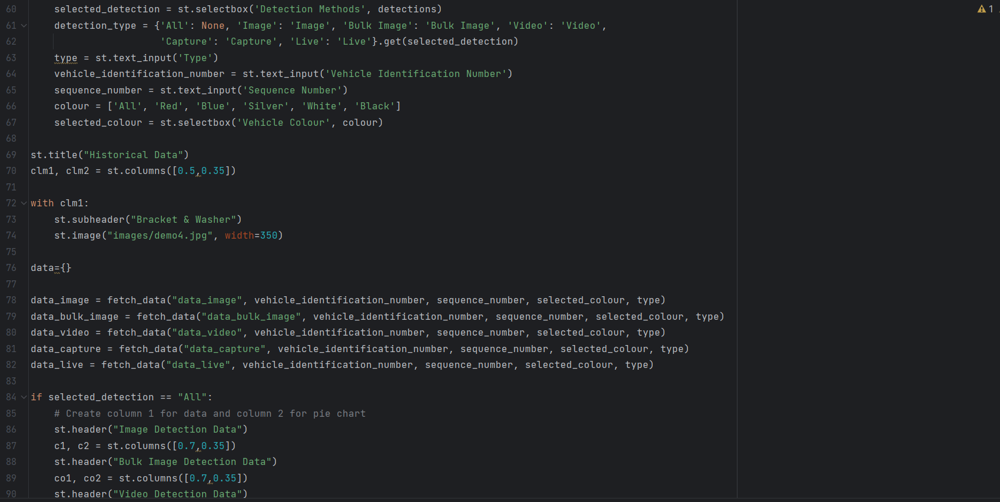 1
60     selected_detection = st.selectbox('Detection Methods', detections)
61     detection_type = {'All': None, 'Image': 'Image', 'Bulk Image': 'Bulk Image', 'Video': 'Video',
62                       'Capture': 'Capture', 'Live': 'Live'}.get(selected_detection)
63     type = st.text_input('Type')
64     vehicle_identification_number = st.text_input('Vehicle Identification Number')
65     sequence_number = st.text_input('Sequence Number')
66     colour = ['All', 'Red', 'Blue', 'Silver', 'White', 'Black']
67     selected_colour = st.selectbox('Vehicle Colour', colour)
68
69 st.title("Historical Data")
70 clm1, clm2 = st.columns([0.5,0.35])
71
72 with clm1:
73     st.subheader("Bracket & Washer")
74     st.image("images/demo4.jpg", width=350)
75
76 data={}
77
78 data_image = fetch_data("data_image", vehicle_identification_number, sequence_number, selected_colour, type)
79 data_bulk_image = fetch_data("data_bulk_image", vehicle_identification_number, sequence_number, selected_colour, type)
80 data_video = fetch_data("data_video", vehicle_identification_number, sequence_number, selected_colour, type)
81 data_capture = fetch_data("data_capture", vehicle_identification_number, sequence_number, selected_colour, type)
82 data_live = fetch_data("data_live", vehicle_identification_number, sequence_number, selected_colour, type)
83
84 if selected_detection == "All":
85     # Create column 1 for data and column 2 for pie chart
86     st.header("Image Detection Data")
87     c1, c2 = st.columns([0.7,0.35])
88     st.header("Bulk Image Detection Data")
89     co1, co2 = st.columns([0.7,0.35])
90     st.header("Video Detection Data")